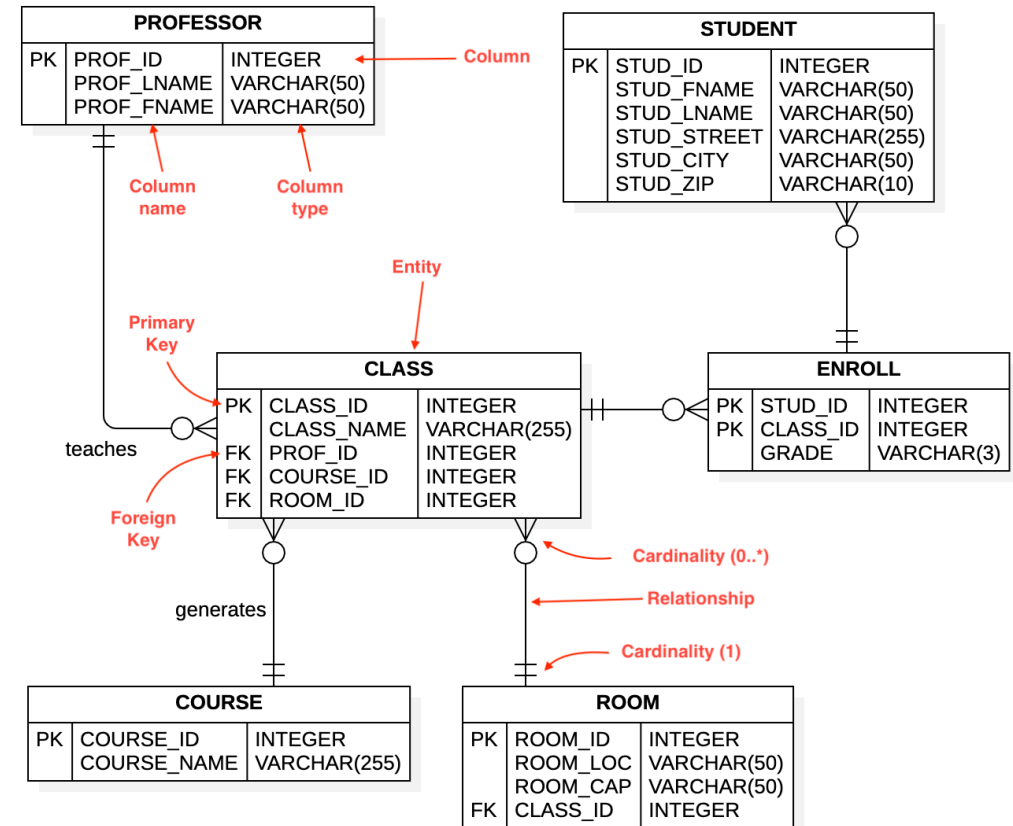 PROFESSOR
PK PROF_ID INTEGER
PROF_LNAME VARCHAR(50)
PROF_FNAME VARCHAR(50)
Column
Column
name
Column
type
STUDENT
PK STUD_ID INTEGER
STUD_FNAME VARCHAR(50)
STUD_LNAME VARCHAR(50)
STUD_STREET VARCHAR(255)
STUD_CITY VARCHAR(50)
STUD_ZIP VARCHAR(10)
Entity
Primary
Key
teaches
Foreign
Key
CLASS
PK CLASS_ID INTEGER
CLASS_NAME VARCHAR(255)
FK PROF_ID INTEGER
FK COURSE_ID INTEGER
FK ROOM_ID INTEGER
ENROLL
PK STUD_ID INTEGER
PK CLASS_ID INTEGER
GRADE VARCHAR(3)
Cardinality (0..*)
generates
Relationship
Cardinality (1)
COURSE
PK COURSE_ID INTEGER
COURSE_NAME VARCHAR(255)
ROOM
PK ROOM_ID INTEGER
ROOM_LOC VARCHAR(50)
ROOM_CAP VARCHAR(50)
FK CLASS_ID INTEGER